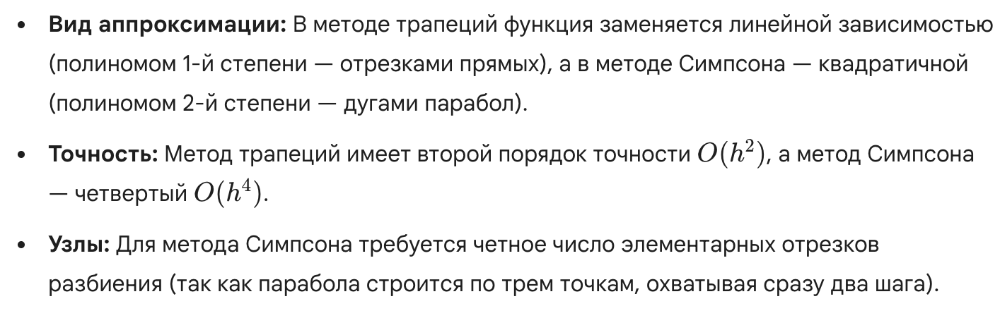 • Вид аппроксимации: В методе трапеций функция заменяется линейной зависимостью
(полиномом 1-й степени — отрезками прямых), а в методе Симпсона — квадратичной
(полиномом 2-й степени — дугами парабол).
• Точность: Метод трапеций имеет второй порядок точности O(h²), а метод Симпсона
— четвертый O(h⁴).
• Узлы: Для метода Симпсона требуется четное число элементарных отрезков
разбиения (так как парабола строится по трем точкам, охватывая сразу два шага).